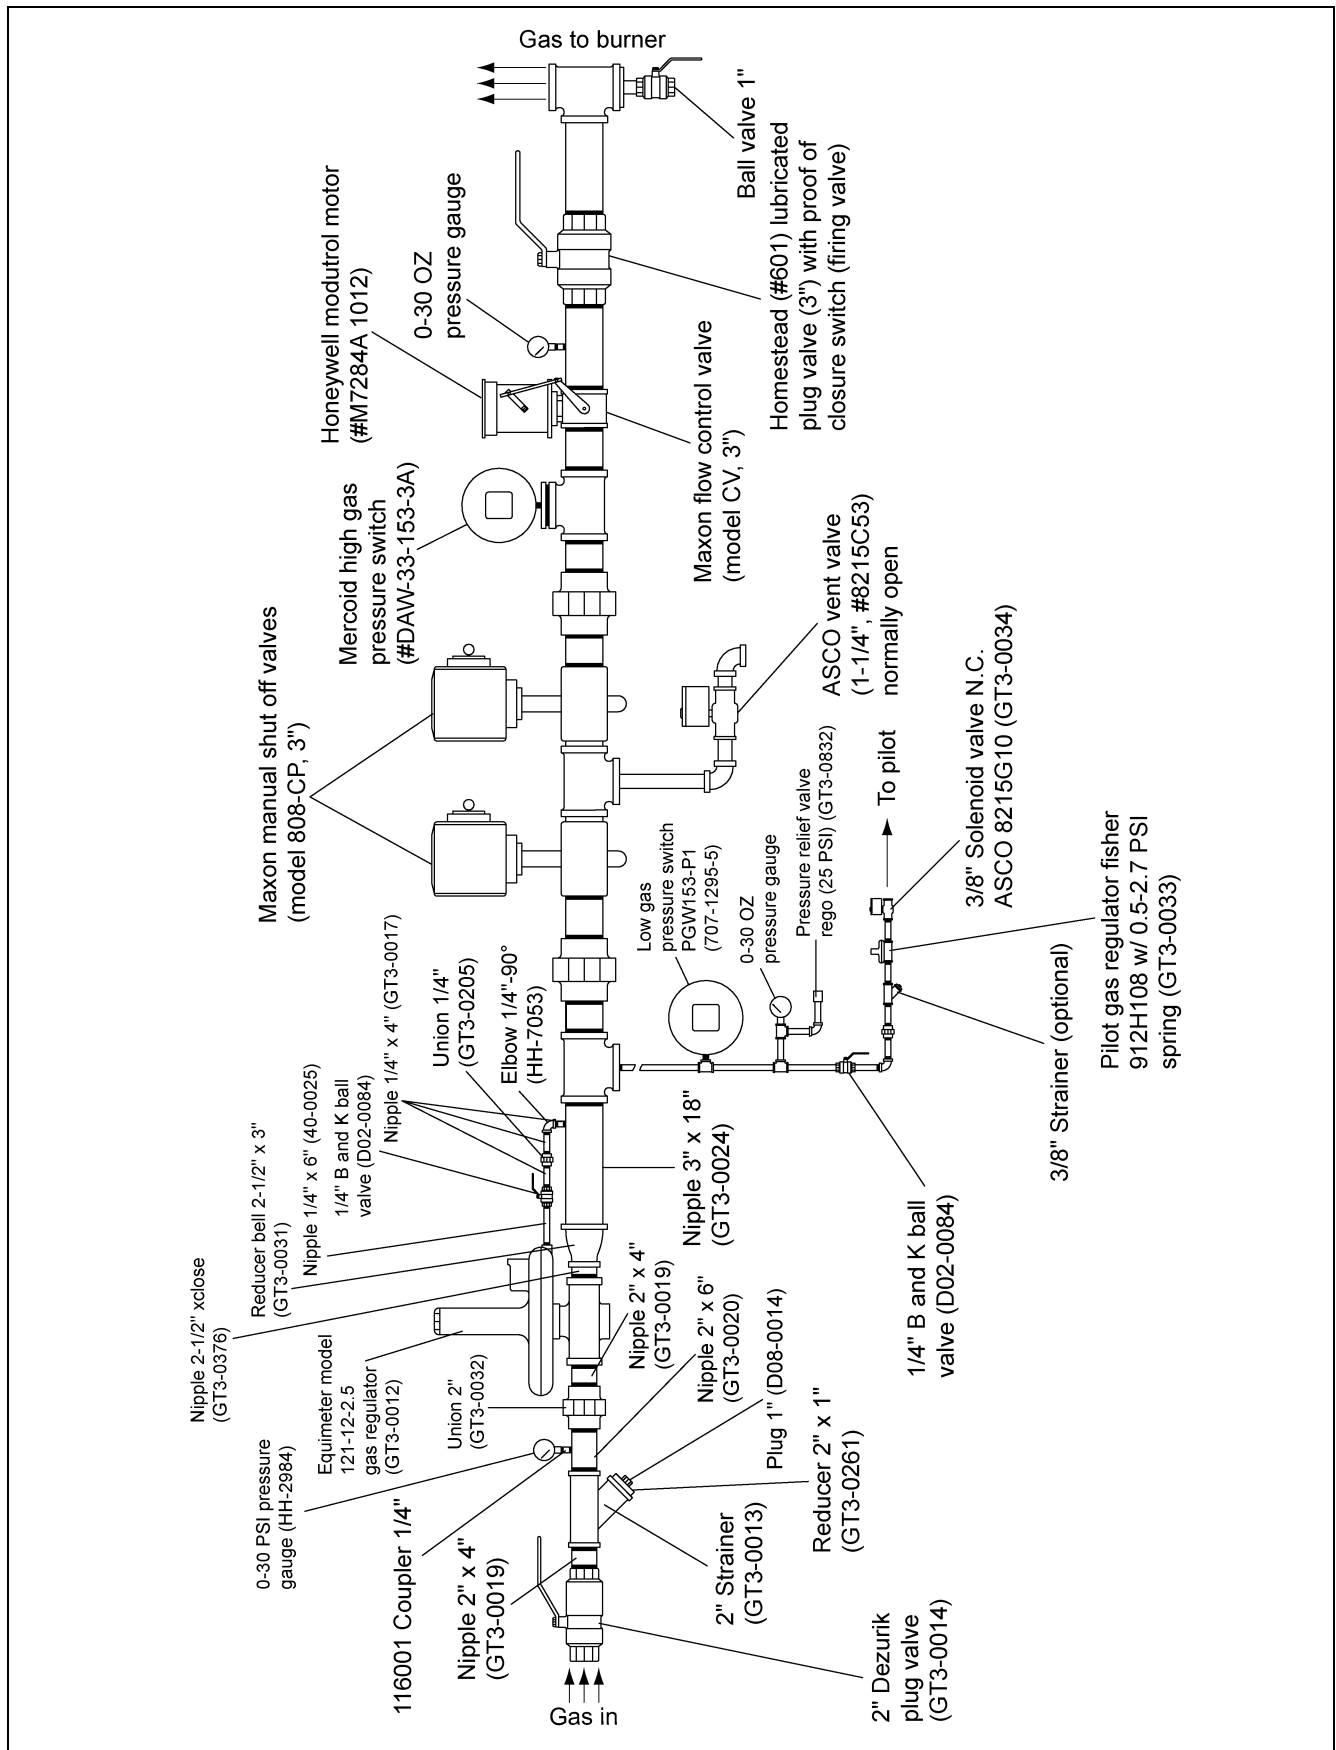 Gas to burner
Ball valve 1"
Honeywell modutrol motor
(#M7284A 1012)
0-30 OZ
pressure gauge
Homestead (#601) lubricated
plug valve (3") with proof of
closure switch (firing valve)
Mercoid high gas
pressure switch
(#DAW-33-153-3A)
Maxon flow control valve
(model CV, 3")
Maxon manual shut off valves
(model 808-CP, 3")
ASCO vent valve
(1-1/4", #8215C53)
normally open
Low gas
pressure switch
PGW153-P1
(707-1295-5)
0-30 OZ
pressure gauge
Pressure relief valve
rego (25 PSI) (GT3-0832)
To pilot
3/8" Solenoid valve N.C.
ASCO 8215G10 (GT3-0034)
Pilot gas regulator fisher
912H108 w/ 0.5-2.7 PSI
spring (GT3-0033)
3/8" Strainer (optional)
1/4" B and K ball
valve (D02-0084)
Elbow 1/4"-90°
(HH-7053)
Union 1/4"
(GT3-0205)
Nipple 1/4" x 4" (GT3-0017)
1/4" B and K ball
valve (D02-0084)
Nipple 1/4" x 6" (40-0025)
Reducer bell 2-1/2" x 3"
(GT3-0031)
Nipple 2-1/2" xclose
(GT3-0376)
Nipple 3" x 18"
(GT3-0024)
Equimeter model
121-12-2.5
gas regulator
(GT3-0012)
Union 2"
(GT3-0032)
Nipple 2" x 4"
(GT3-0019)
Nipple 2" x 6"
(GT3-0020)
Plug 1" (D08-0014)
Reducer 2" x 1"
(GT3-0261)
0-30 PSI pressure
gauge (HH-2984)
116001 Coupler 1/4"
Nipple 2" x 4"
(GT3-0019)
2" Strainer
(GT3-0013)
2" Dezurik
plug valve
(GT3-0014)
Gas in